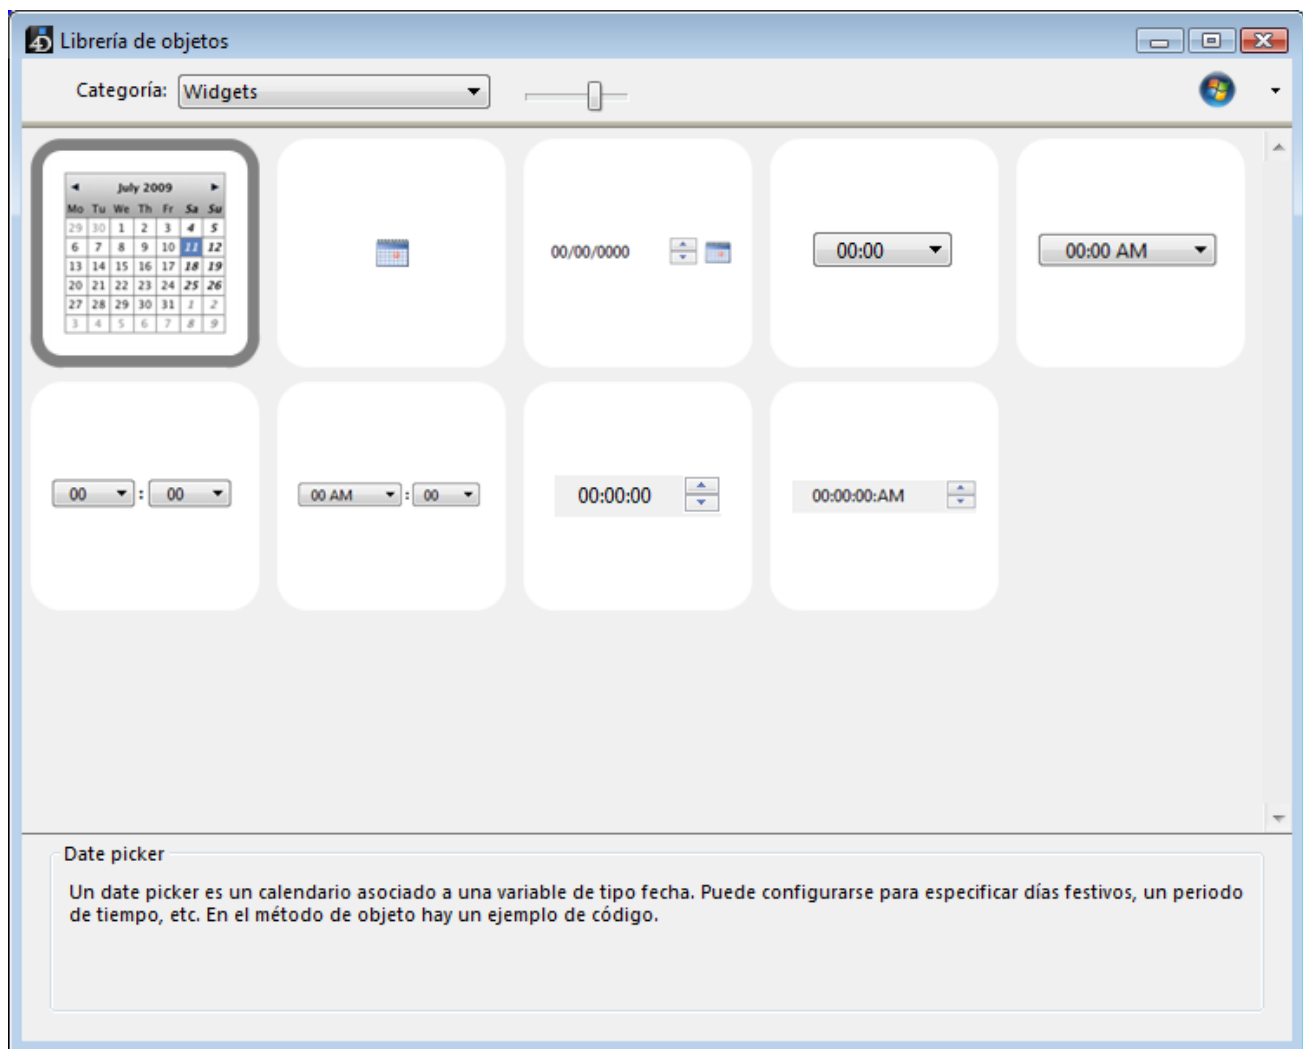 4D Librería de objetos
Categoría: Widgets
July 2009
Mo Tu We Th Fr Sa Su
29 30 1 2 3 4 5
6 7 8 9 10 11 12
13 14 15 16 17 18 19
20 21 22 23 24 25 26
27 28 29 30 31 1 2
3 4 5 6 7 8 9
00/00/0000
00:00
00:00 AM
00 : 00
00 AM : 00
00:00:00
00:00:00:AM
Date picker
Un date picker es un calendario asociado a una variable de tipo fecha. Puede configurarse para especificar días festivos, un periodo
de tiempo, etc. En el método de objeto hay un ejemplo de código.